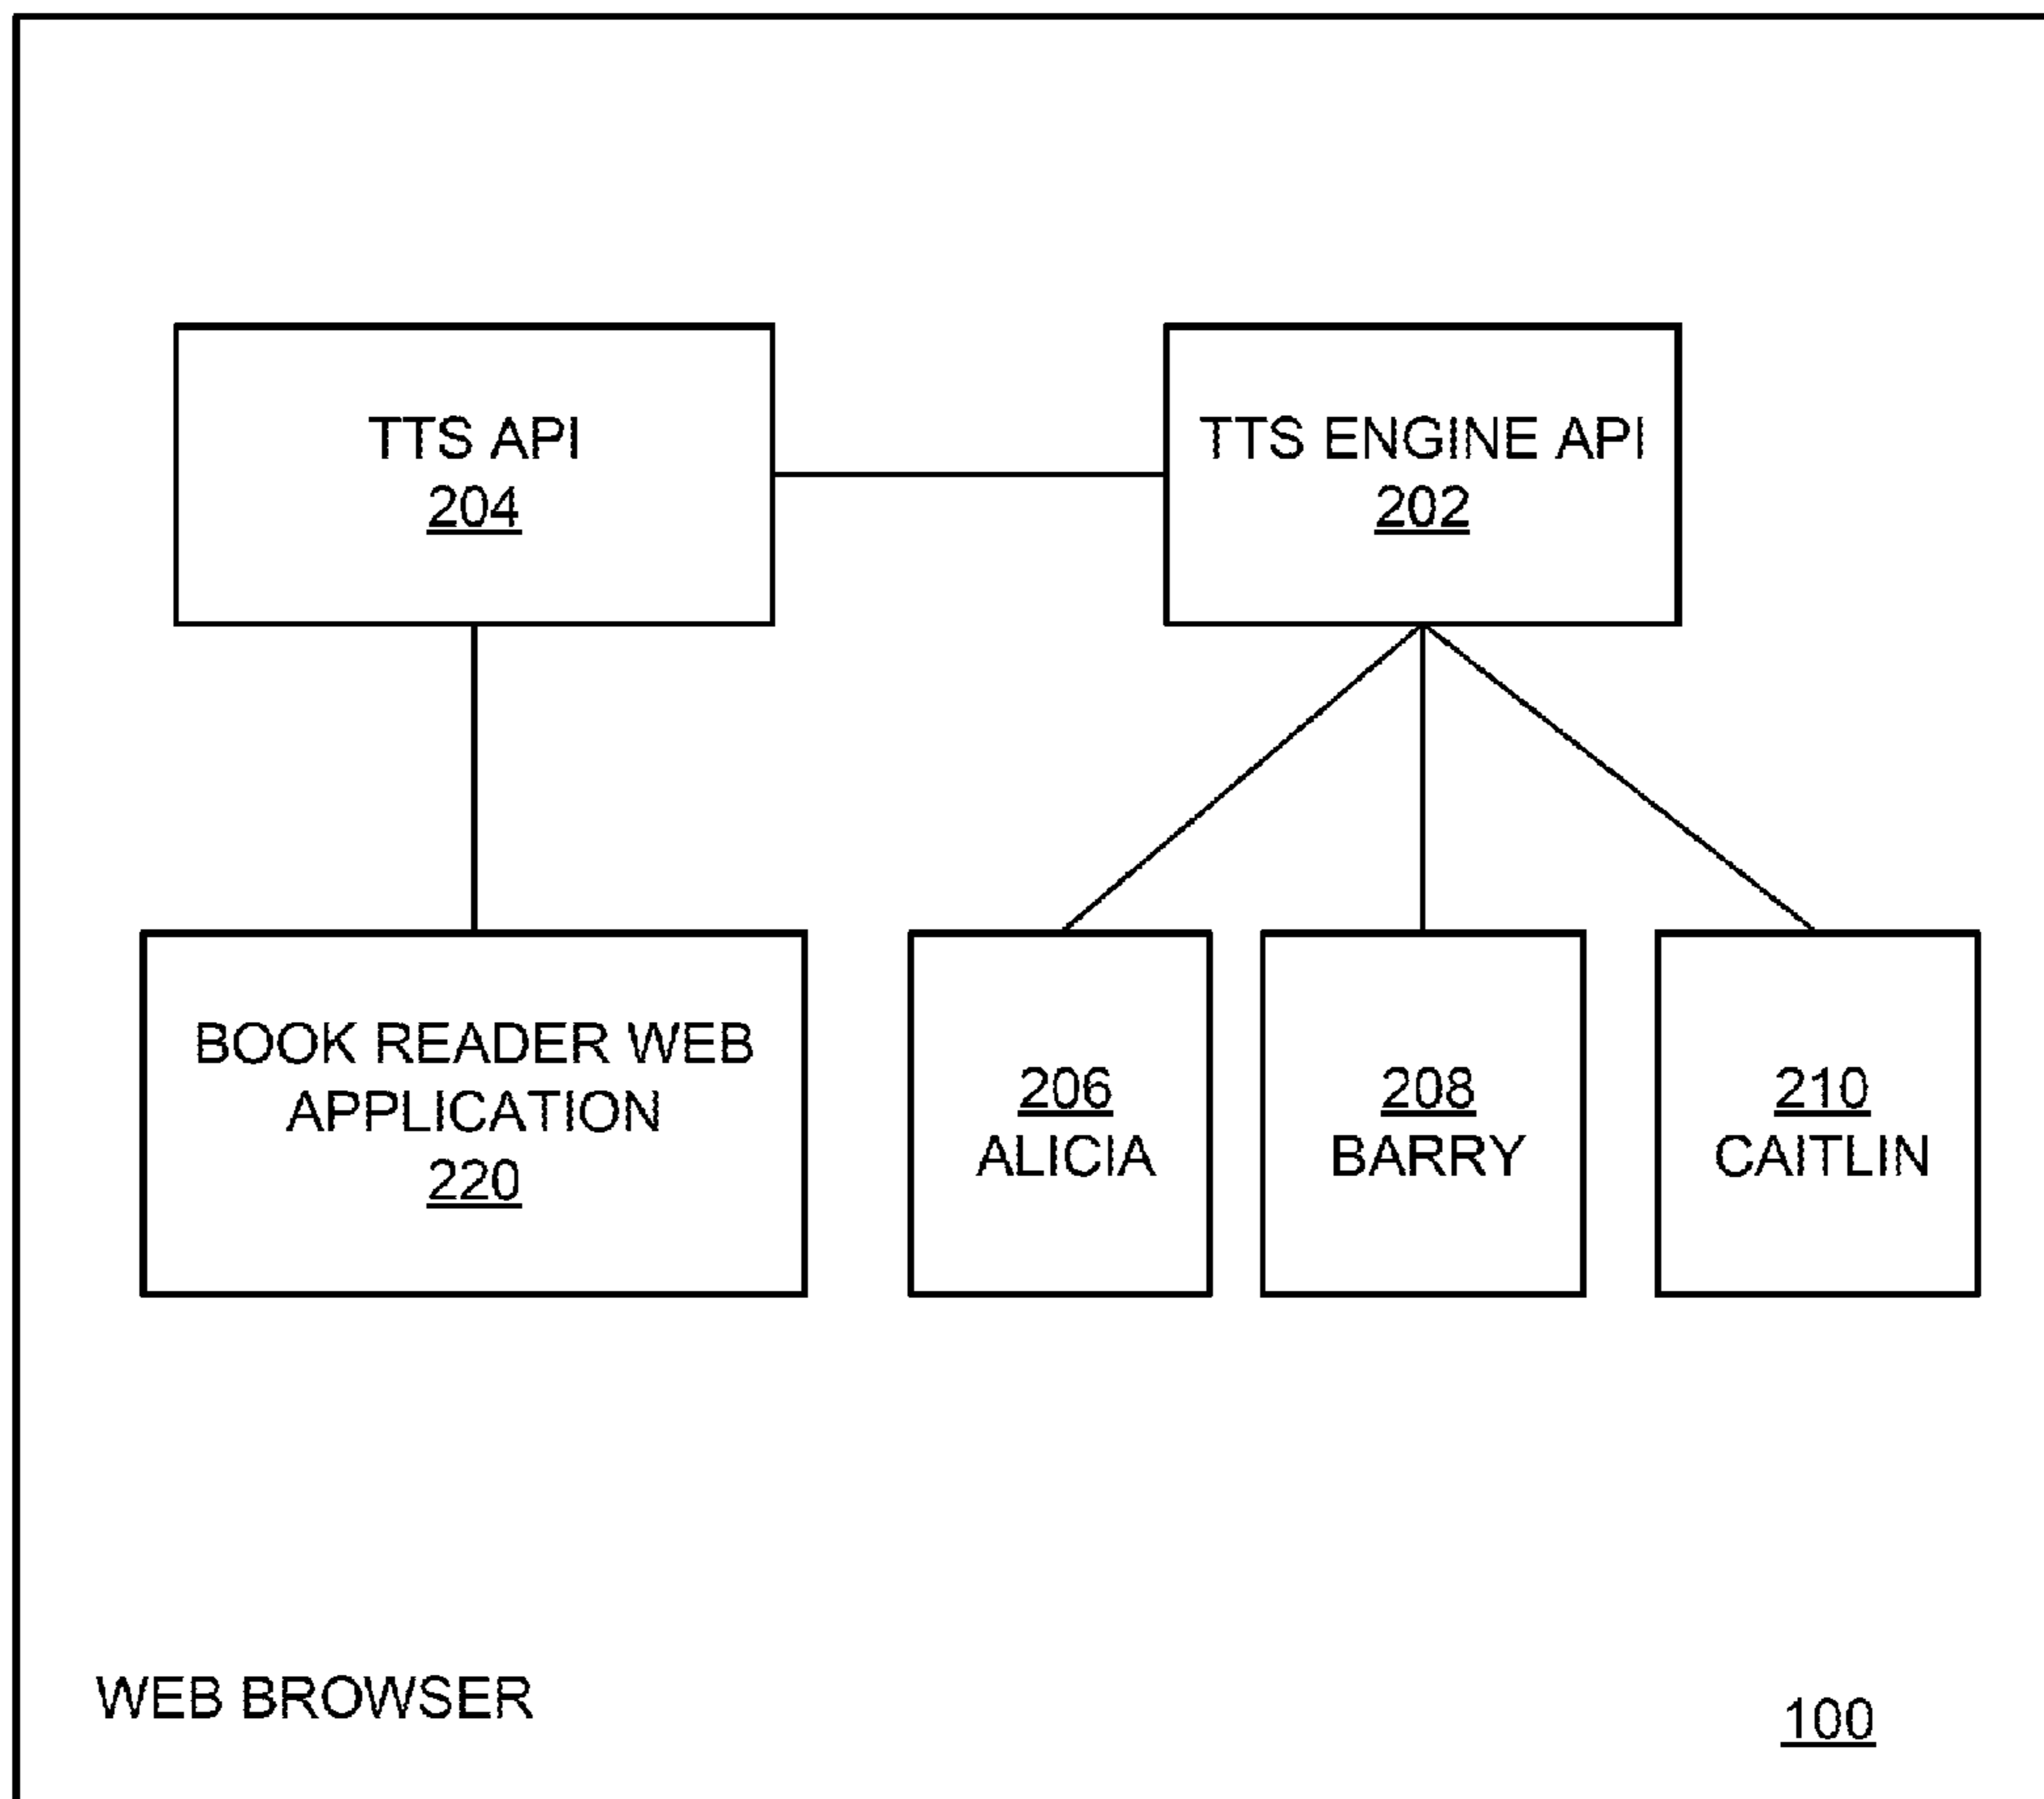 TTS API
204
TTS ENGINE API
202
BOOK READER WEB
APPLICATION
220
206
ALICIA
208
BARRY
210
CAITLIN
WEB BROWSER
100